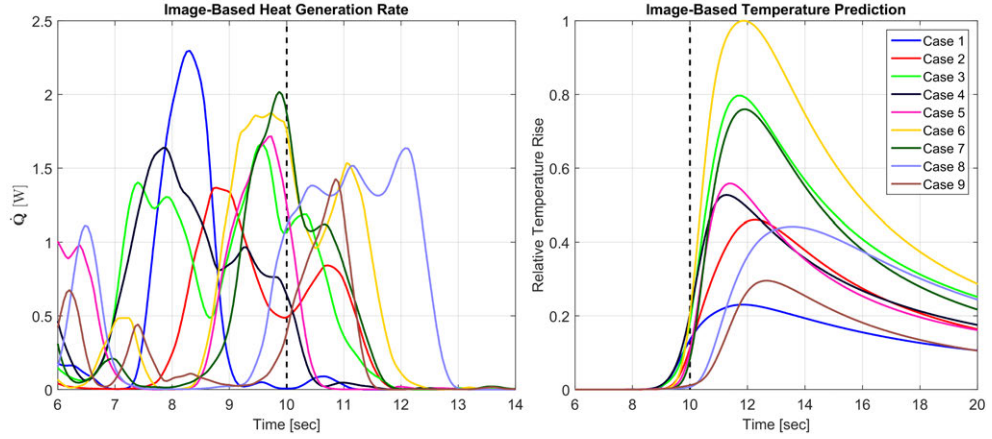 Image-Based Heat Generation Rate
2.5
2
1.5
1
0.5
0
Q̇ [W]
6 7 8 9 10 11 12 13 14
Time [sec]
Image-Based Temperature Prediction
1
0.8
0.6
0.4
0.2
0
Relative Temperature Rise
6 8 10 12 14 16 18 20
Time [sec]
Case 1
Case 2
Case 3
Case 4
Case 5
Case 6
Case 7
Case 8
Case 9